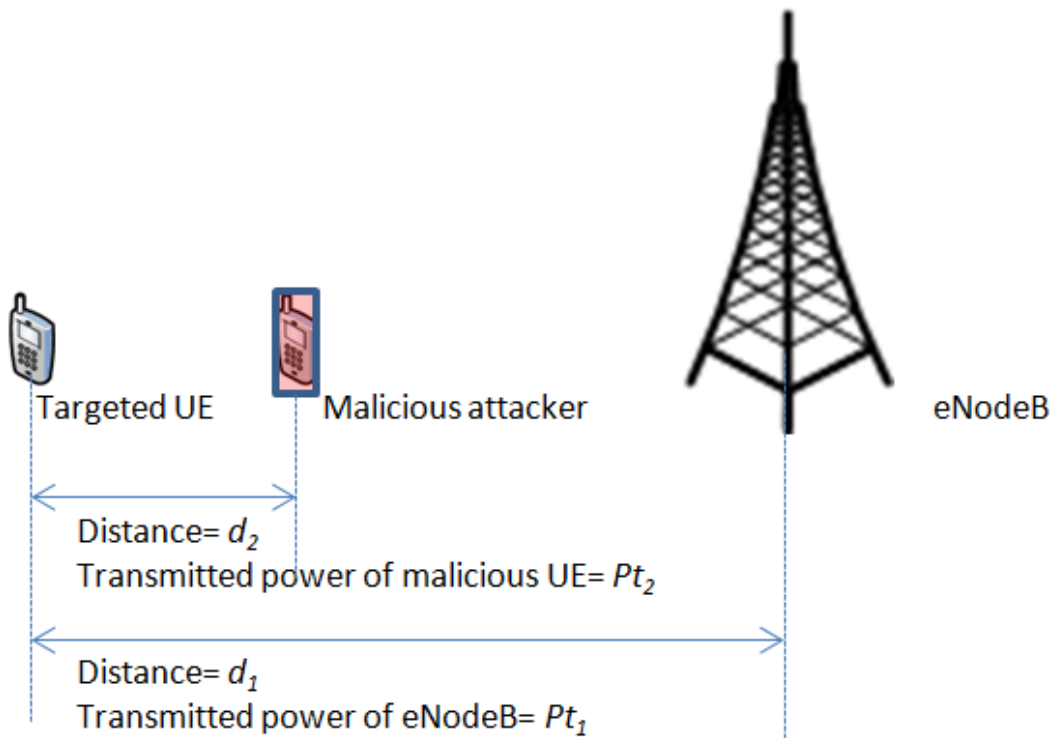 Targeted UE
Malicious attacker
eNodeB
Distance= d₂
Transmitted power of malicious UE= Pt₂
Distance= d₁
Transmitted power of eNodeB= Pt₁